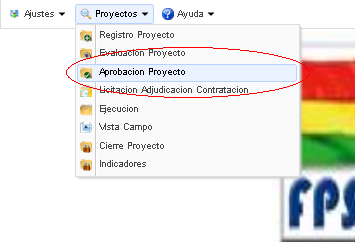 Ajustes Proyectos Ayuda
Registro Proyecto
Evaluacion Proyecto
Aprobacion Proyecto
Licitacion Adjudicacion Contratacion
Ejecucion
Vista Campo
Cierre Proyecto
Indicadores
FPS